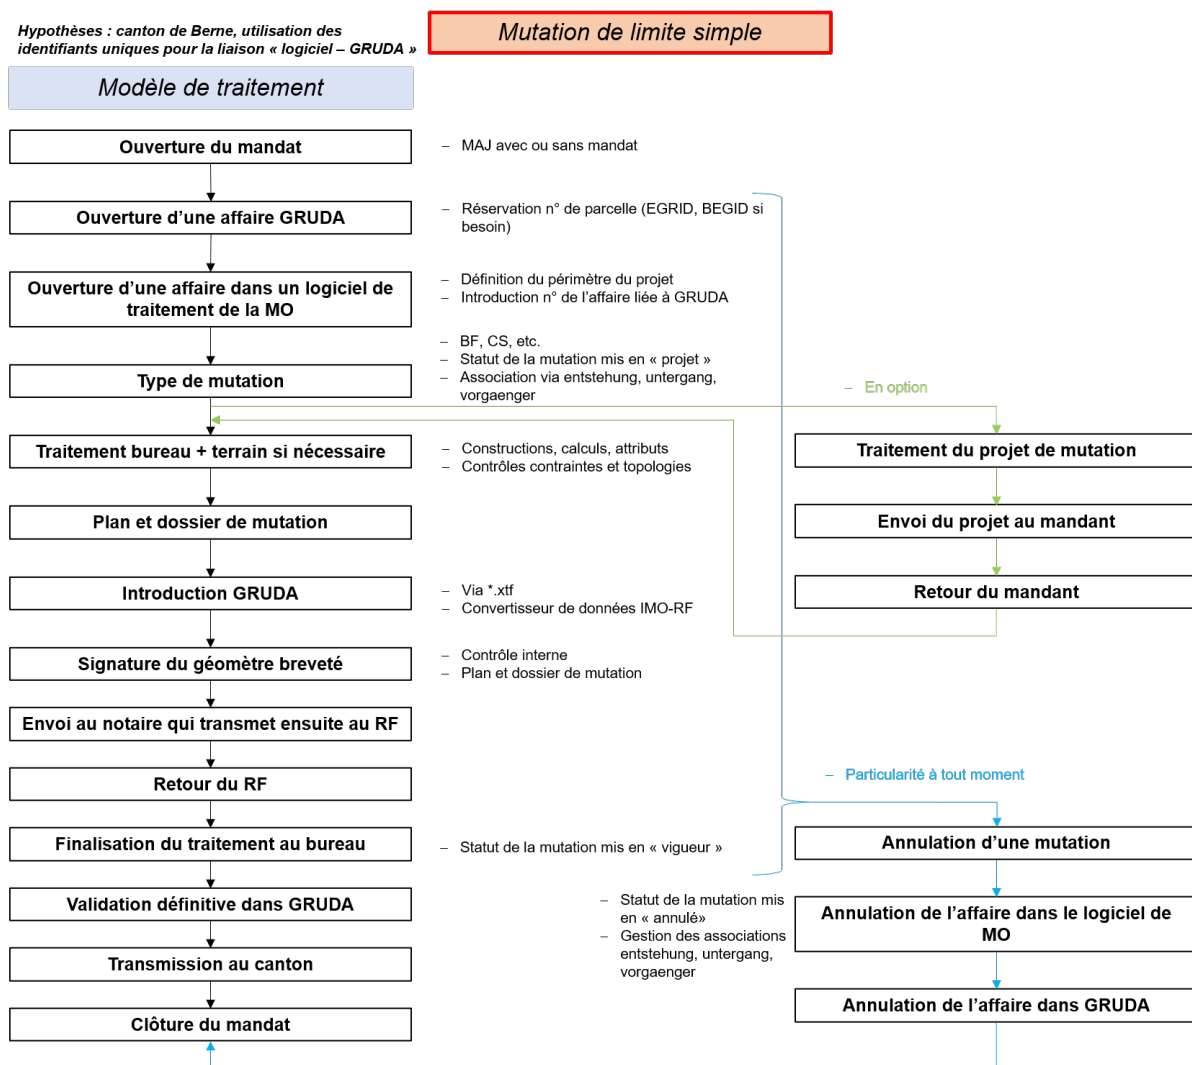 Hypothèses : canton de Berne, utilisation des
identifiants uniques pour la liaison « logiciel – GRUDA »
Mutation de limite simple
Modèle de traitement
Ouverture du mandat
– MAJ avec ou sans mandat
Ouverture d’une affaire GRUDA
– Réservation n° de parcelle (EGRID, BEGID si
besoin)
Ouverture d’une affaire dans un logiciel de
traitement de la MO
– Définition du périmètre du projet
– Introduction n° de l’affaire liée à GRUDA
Type de mutation
– BF, CS, etc.
– Statut de la mutation mis en « projet »
– Association via entstehung, untergang,
vorgaenger
– En option
Traitement bureau + terrain si nécessaire
– Constructions, calculs, attributs
– Contrôles contraintes et topologies
Traitement du projet de mutation
Plan et dossier de mutation
Envoi du projet au mandant
Introduction GRUDA
– Via *.xtf
– Convertisseur de données IMO-RF
Retour du mandant
Signature du géomètre breveté
– Contrôle interne
– Plan et dossier de mutation
Envoi au notaire qui transmet ensuite au RF
Retour du RF
– Particularité à tout moment
Finalisation du traitement au bureau
– Statut de la mutation mis en « vigueur »
Annulation d’une mutation
Validation définitive dans GRUDA
– Statut de la mutation mis
en « annulé»
– Gestion des associations
entstehung, untergang,
vorgaenger
Annulation de l’affaire dans le logiciel de
MO
Transmission au canton
Annulation de l’affaire dans GRUDA
Clôture du mandat